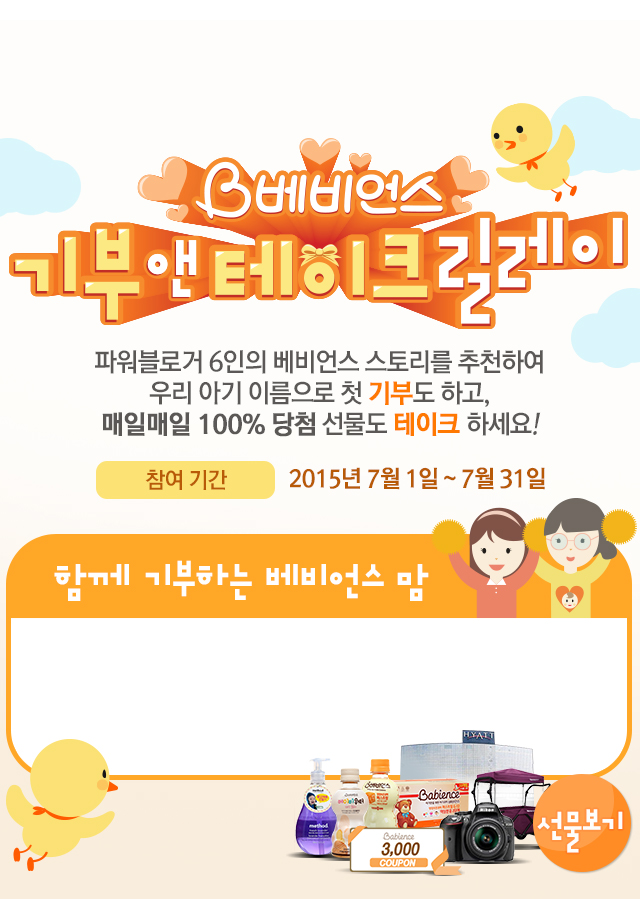 베비언스
기부 앤 테이크 릴레이
파워블로거 6인의 베비언스 스토리를 추천하여
우리 아기 이름으로 첫 기부도 하고,
매일매일 100% 당첨 선물도 테이크 하세요!
참여 기간 2015년 7월 1일 ~ 7월 31일
함께 기부하는 베비언스 맘
HYATT
Babience
method
Nikon
Babience
3,000
COUPON
선물보기